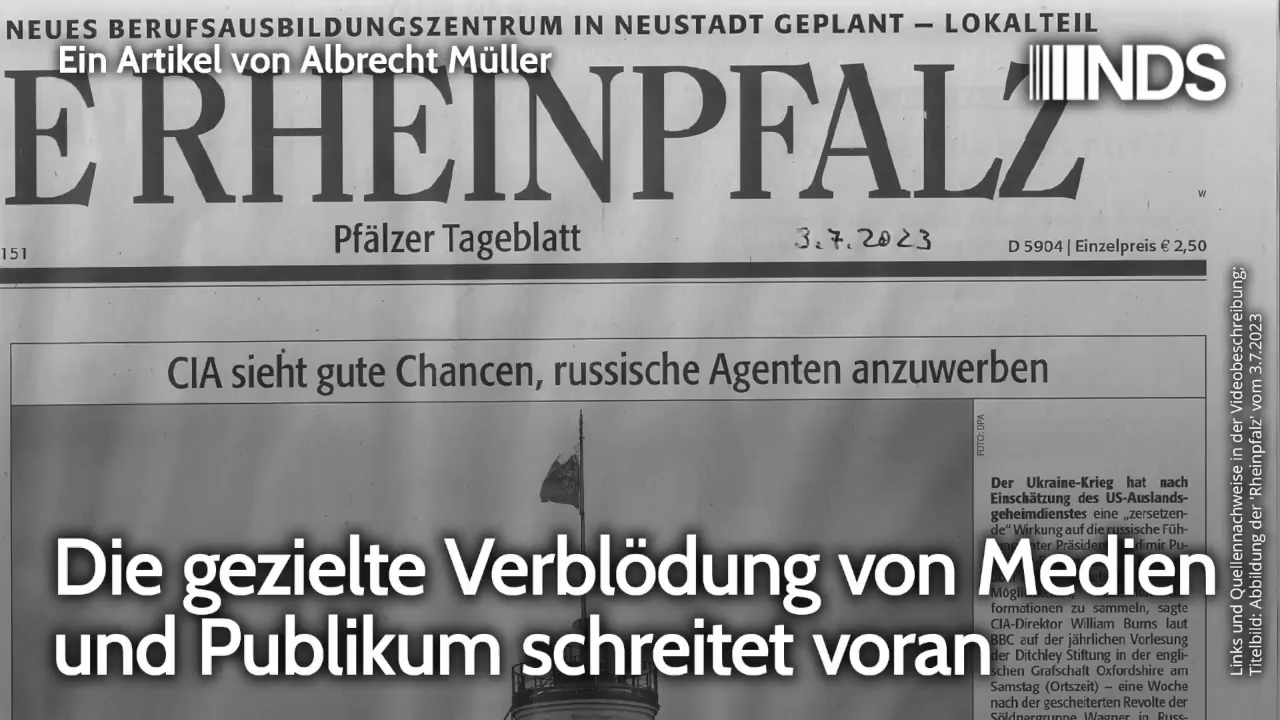 NEUES BERUFSAUSBILDUNGSZENTRUM IN NEUSTADT GEPLANT – LOKALTEIL
Ein Artikel von Albrecht Müller
NDS
E RHEINPFALZ
w
Pfälzer Tageblatt
3.7.2023
151
D 5904 | Einzelpreis € 2,50
CIA sieht gute Chancen, russische Agenten anzuwerben
FOTO: DPA
Der Ukraine-Krieg hat nach
Einschätzung des US-Auslands-
geheimdienstes eine „zersetzen-
de“ Wirkung auf die russische Füh-
formationen zu sammeln, sagte
CIA-Direktor William Burns laut
BBC auf der jährlichen Vorlesung
der Ditchley Stiftung in der engli-
schen Grafschaft Oxfordshire am
Samstag (Ortszeit) – eine Woche
nach der gescheiterten Revolte der
Söldnergruppe Wagner in Russ-
Die gezielte Verblödung von Medien
und Publikum schreitet voran
Links und Quellennachweise in der Videobeschreibung;
Titelbild: Abbildung der 'Rheinpfalz' vom 3.7.2023